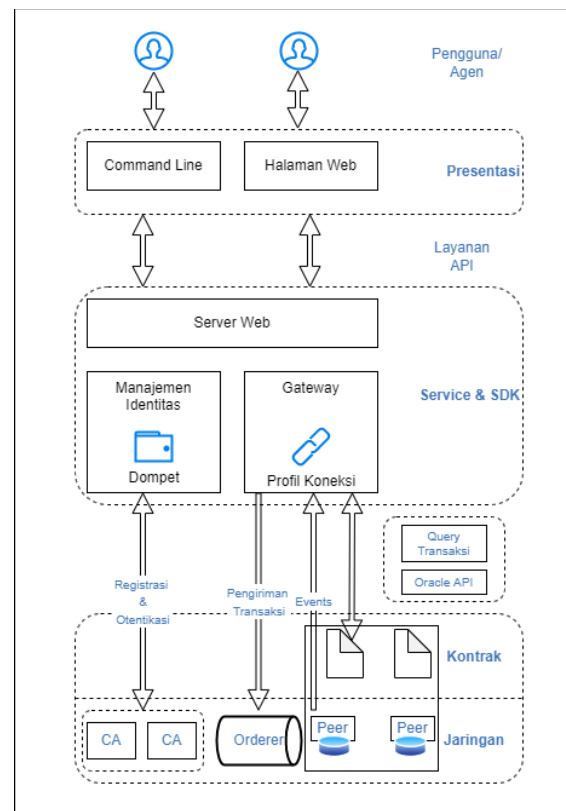 Pengguna/
Agen
Command Line
Halaman Web
Presentasi
Layanan
API
Server Web
Manajemen
Identitas
Dompet
Gateway
Profil Koneksi
Service & SDK
Query
Transaksi
Oracle API
Registrasi
&
Otentikasi
Pengiriman
Transaksi
Events
Kontrak
CA
CA
Orderer
Peer
Peer
Jaringan